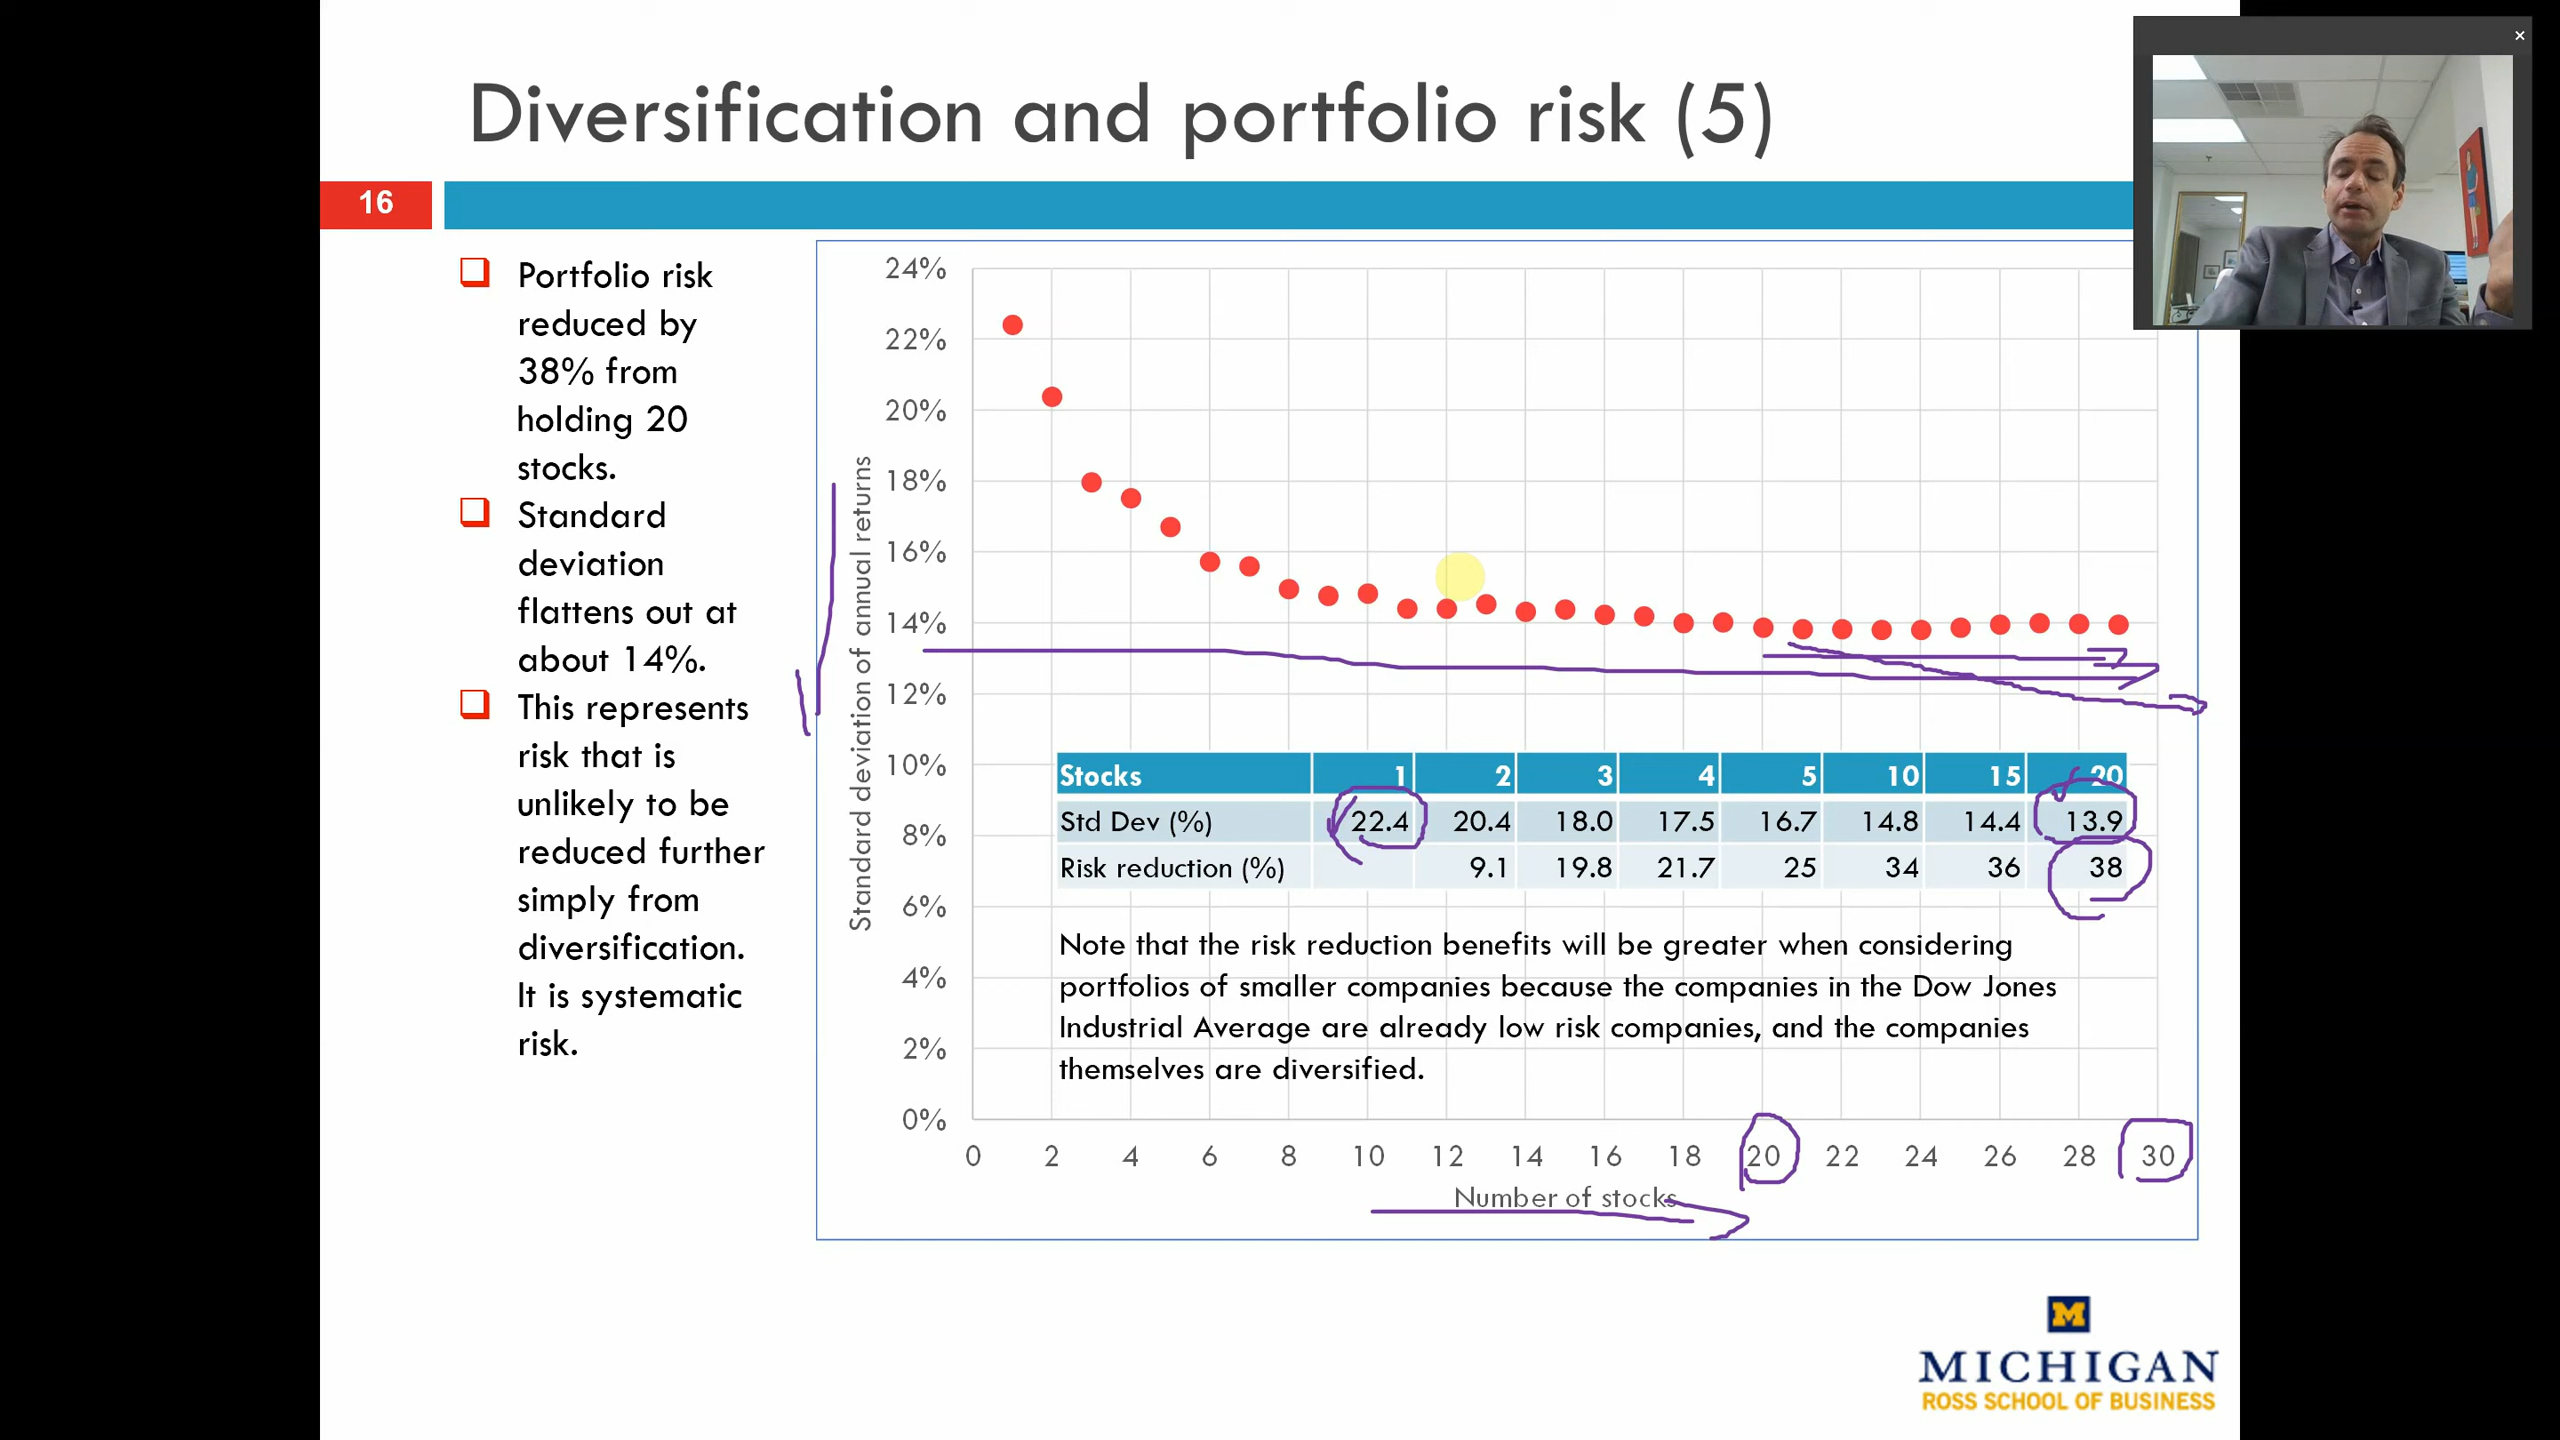 Diversification and portfolio risk (5)
16
Portfolio risk
reduced by
38% from
holding 20
stocks.
Standard
deviation
flattens out at
about 14%.
This represents
risk that is
unlikely to be
reduced further
simply from
diversification.
It is systematic
risk.
Standard deviation of annual returns
24%
22%
20%
18%
16%
14%
12%
10%
8%
6%
4%
2%
0%
Stocks 1 2 3 4 5 10 15 20
Std Dev (%) 22.4 20.4 18.0 17.5 16.7 14.8 14.4 13.9
Risk reduction (%) 9.1 19.8 21.7 25 34 36 38
Note that the risk reduction benefits will be greater when considering
portfolios of smaller companies because the companies in the Dow Jones
Industrial Average are already low risk companies, and the companies
themselves are diversified.
0 2 4 6 8 10 12 14 16 18 20 22 24 26 28 30
Number of stocks
M
MICHIGAN
ROSS SCHOOL OF BUSINESS